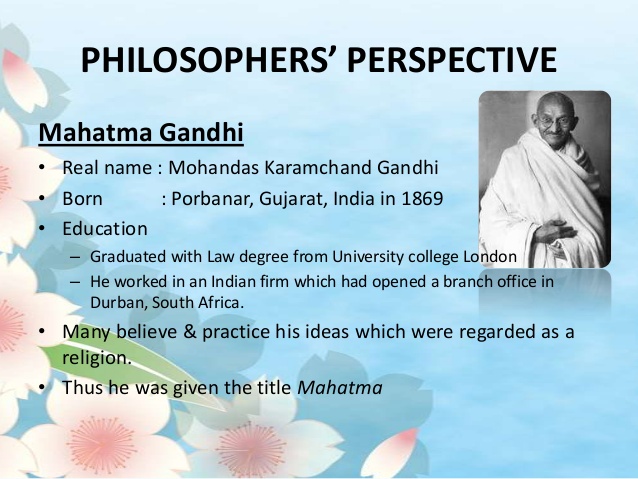 PHILOSOPHERS’ PERSPECTIVE
Mahatma Gandhi
• Real name : Mohandas Karamchand Gandhi
• Born : Porbanar, Gujarat, India in 1869
• Education
– Graduated with Law degree from University college London
– He worked in an Indian firm which had opened a branch office in
Durban, South Africa.
• Many believe & practice his ideas which were regarded as a
religion.
• Thus he was given the title Mahatma